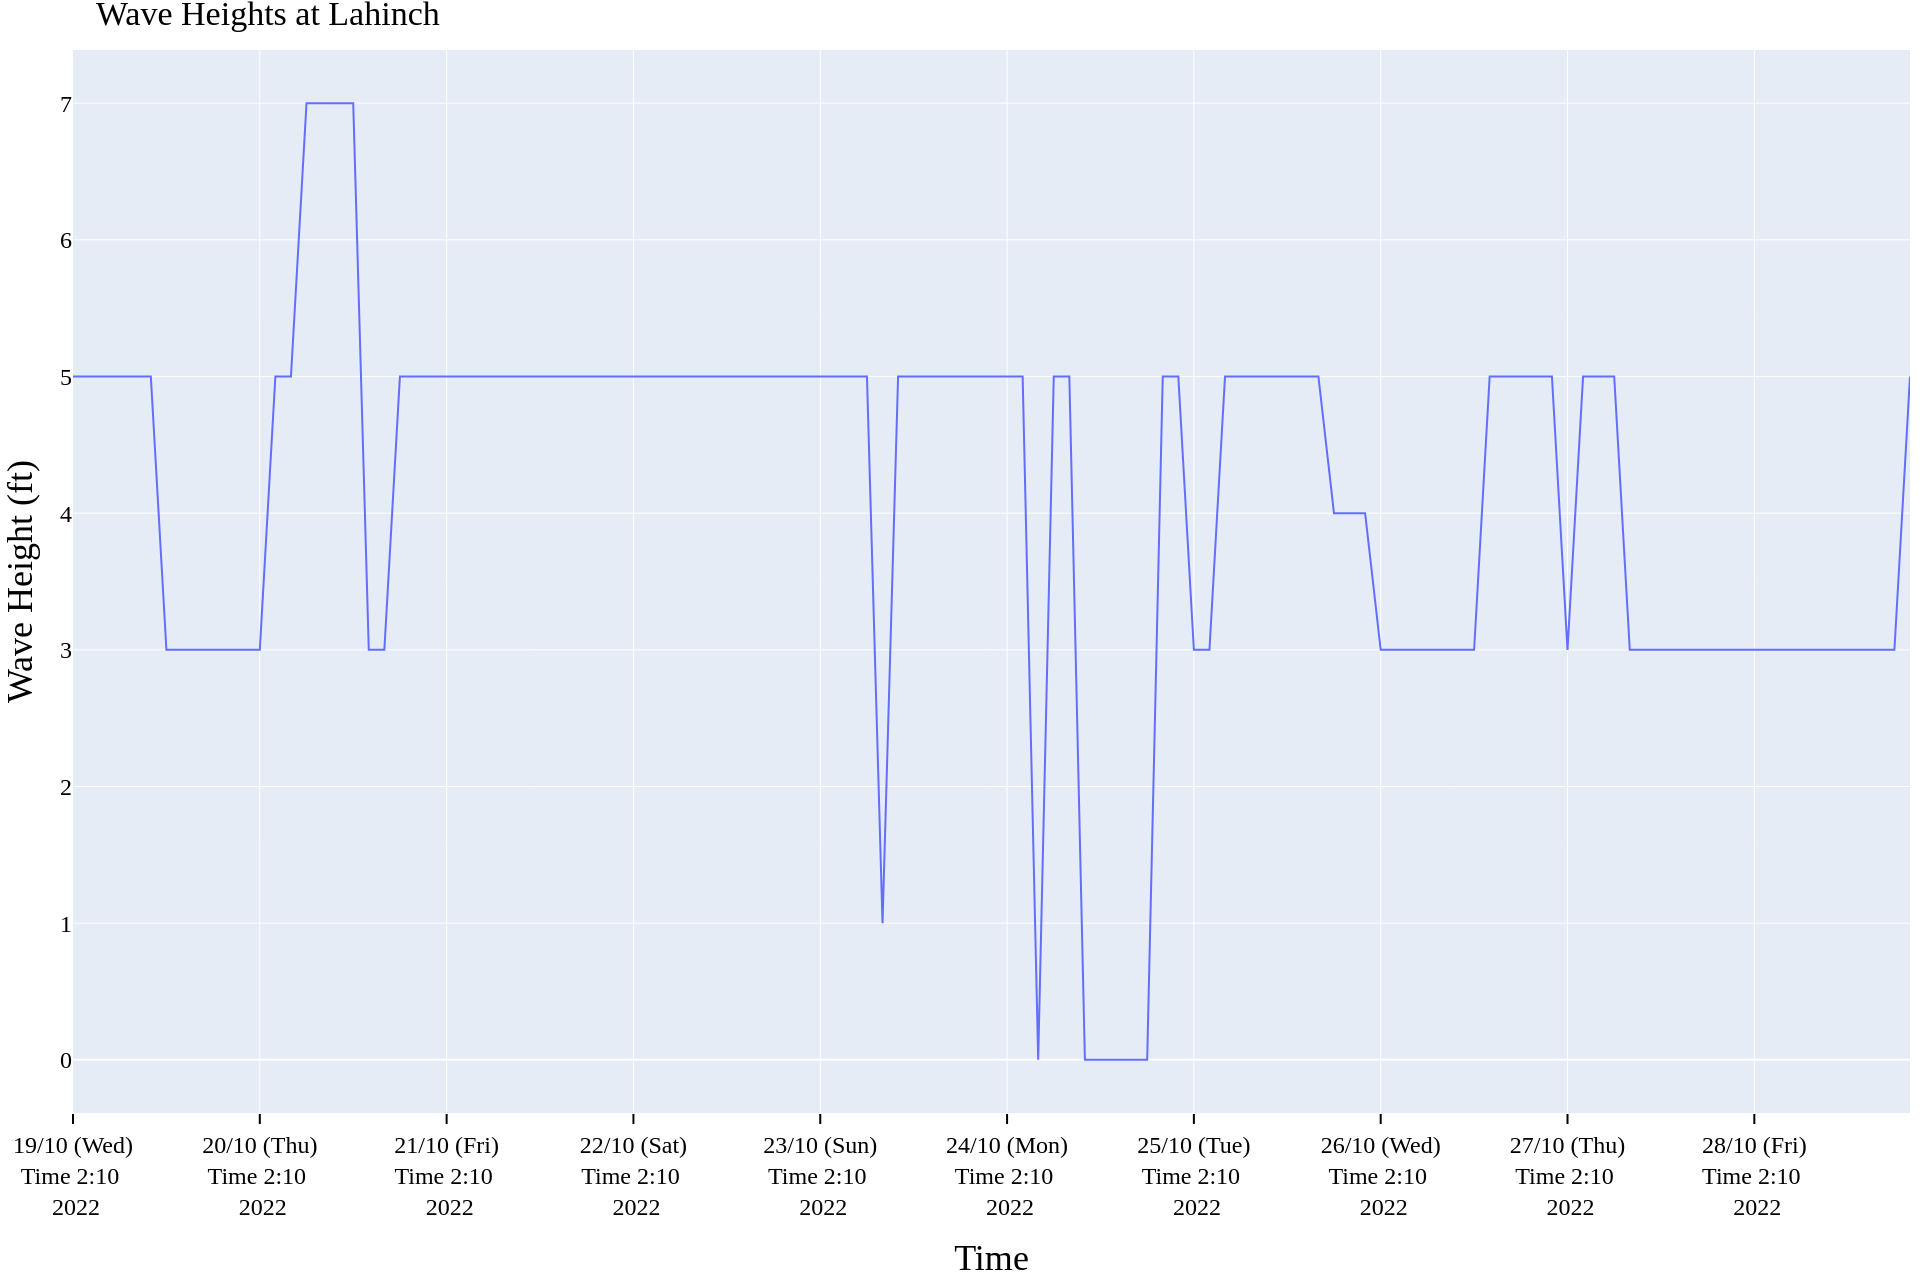 Wave Heights at Lahinch
7
6
5
4
3
2
1
0
Wave Height (ft)
19/10 (Wed)
Time 2:10
2022
20/10 (Thu)
Time 2:10
2022
21/10 (Fri)
Time 2:10
2022
22/10 (Sat)
Time 2:10
2022
23/10 (Sun)
Time 2:10
2022
24/10 (Mon)
Time 2:10
2022
25/10 (Tue)
Time 2:10
2022
26/10 (Wed)
Time 2:10
2022
27/10 (Thu)
Time 2:10
2022
28/10 (Fri)
Time 2:10
2022
Time